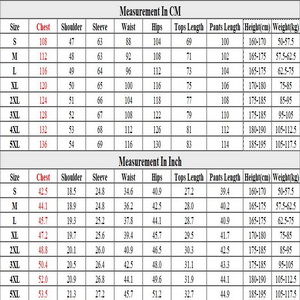 Measurement In CM
Size Chest Shoulder Sleeve Waist Hips Tops Length Pants Length Height(cm) Weight(kg)
S 108 47 63 88 104 69 100 160-170 50-57.5
M 112 48 63 92 108 71 102 165-175 57.5-62.5
L 116 49 64 96 112 73 104 165-175 62.5-75
XL 120 50 65 100 116 75 106 170-180 75-85
2XL 124 51 66 104 118 77 108 175-185 85-95
3XL 128 52 67 108 122 79 110 175-185 95-105
4XL 132 53 68 112 126 81 112 180-190 105-112.5
5XL 136 54 69 116 130 83 114 185-195 105-117.5
Measurement In Inch
Size Chest Shoulder Sleeve Waist Hips Tops Length Pants Length Height(cm) Weight(kg)
S 42.5 18.5 24.8 34.6 40.9 27.2 39.4 160-170 50-57.5
M 44.1 18.9 24.8 36.2 42.5 28.0 40.2 165-175 57.5-62.5
L 45.7 19.3 25.2 37.8 44.1 28.7 40.9 165-175 62.5-75
XL 47.2 19.7 25.6 39.4 45.7 29.5 41.7 170-180 75-85
2XL 48.8 20.1 26.0 40.9 46.5 30.3 42.5 175-185 85-95
3XL 50.4 20.5 26.4 42.5 48.0 31.1 43.3 175-185 95-105
4XL 52.0 20.9 26.8 44.1 49.6 31.9 44.1 180-190 105-112.5
5XL 53.5 21.3 27.2 45.7 51.2 32.7 44.9 185-195 105-117.5